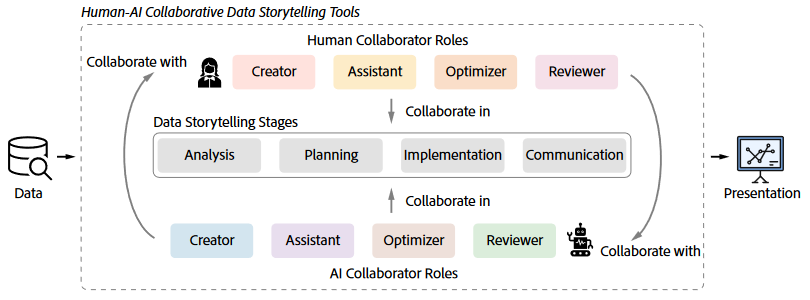 Human-AI Collaborative Data Storytelling Tools
Human Collaborator Roles
Collaborate with
Creator
Assistant
Optimizer
Reviewer
Collaborate in
Data Storytelling Stages
Analysis
Planning
Implementation
Communication
Data
Presentation
Collaborate in
Creator
Assistant
Optimizer
Reviewer
Collaborate with
AI Collaborator Roles